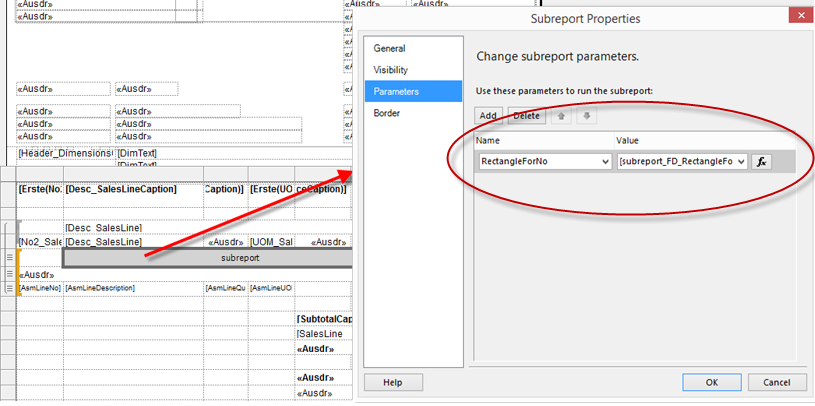 «Ausdr»
«Ausdr»
«Ausdr»
«Ausdr»
«Ausdr»
«Ausdr»
«Ausdr»
«Ausdr»
«Ausdr»
«Ausdr»
«Ausdr»
«Ausdr»
«Ausdr»
«Ausdr»
[Header_Dimensions [DimText]
[DimText]
[Erste(No: [Desc_SalesLineCaption] Caption)] [Erste(UO ceCaption)]
[Desc_SalesLine]
[No2_Sale [Desc_SalesLine] «Ausdr» [UOM_Sal «Ausdr»
subreport
«Ausdr»
[AsmLineNo] [AsmLineDescription] [AsmLineQu [AsmLineUO
[SubtotalCap
[SalesLine
«Ausdr»
«Ausdr»
«Ausdr»
Subreport Properties
General
Visibility
Parameters
Border
Change subreport parameters.
Use these parameters to run the subreport:
Add Delete
Name Value
RectangleForNo [subreport_FD_RectangleFo fx
Help OK Cancel